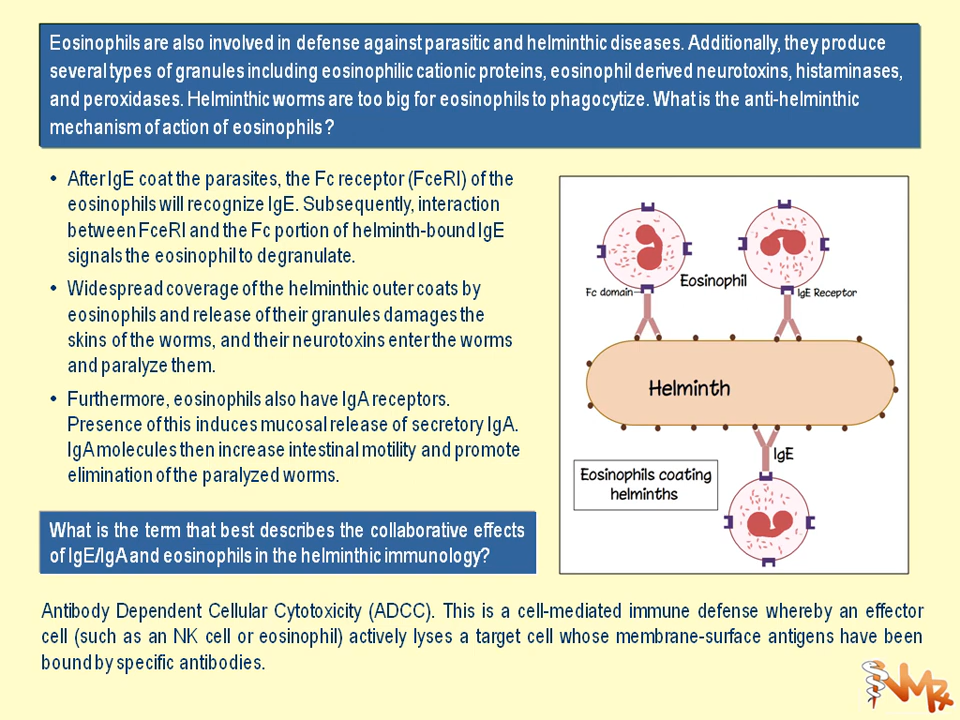 Eosinophils are also involved in defense against parasitic and helminthic diseases. Additionally, they produce
several types of granules including eosinophilic cationic proteins, eosinophil derived neurotoxins, histaminases,
and peroxidases. Helminthic worms are too big for eosinophils to phagocytize. What is the anti-helminthic
mechanism of action of eosinophils?
• After IgE coat the parasites, the Fc receptor (FceRI) of the
eosinophils will recognize IgE. Subsequently, interaction
between FceRI and the Fc portion of helminth-bound IgE
signals the eosinophil to degranulate.
• Widespread coverage of the helminthic outer coats by
eosinophils and release of their granules damages the
skins of the worms, and their neurotoxins enter the worms
and paralyze them.
• Furthermore, eosinophils also have IgA receptors.
Presence of this induces mucosal release of secretory IgA.
IgA molecules then increase intestinal motility and promote
elimination of the paralyzed worms.
Eosinophil
Fc domain
IgE Receptor
Helminth
IgE
Eosinophils coating
helminths
What is the term that best describes the collaborative effects
of IgE/IgA and eosinophils in the helminthic immunology?
Antibody Dependent Cellular Cytotoxicity (ADCC). This is a cell-mediated immune defense whereby an effector
cell (such as an NK cell or eosinophil) actively lyses a target cell whose membrane-surface antigens have been
bound by specific antibodies.
VMRx